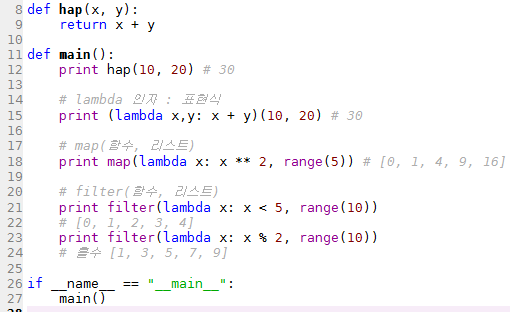 8 def hap(x, y):
9 return x + y
10
11 def main():
12 print hap(10, 20) # 30
13
14 # lambda 인자 : 표현식
15 print (lambda x,y: x + y)(10, 20) # 30
16
17 # map(함수, 리스트)
18 print map(lambda x: x ** 2, range(5)) # [0, 1, 4, 9, 16]
19
20 # filter(함수, 리스트)
21 print filter(lambda x: x < 5, range(10))
22 # [0, 1, 2, 3, 4]
23 print filter(lambda x: x % 2, range(10))
24 # 홀수 [1, 3, 5, 7, 9]
25
26 if __name__ == "__main__":
27 main()
28